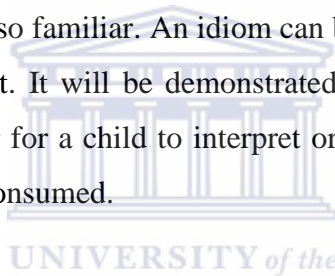 so familiar. An idiom can b
t. It will be demonstrated
for a child to interpret or
onsumed.
UNIVERSITY of the